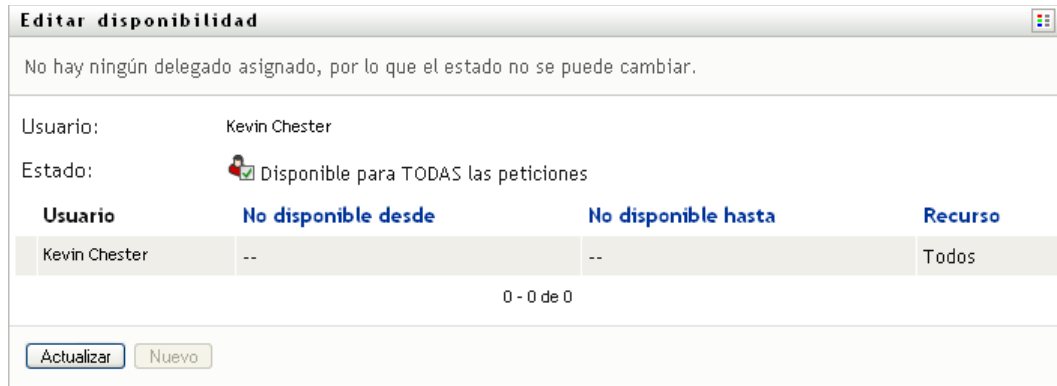 Editar disponibilidad
No hay ningún delegado asignado, por lo que el estado no se puede cambiar.
Usuario: Kevin Chester
Estado: Disponible para TODAS las peticiones
Usuario No disponible desde No disponible hasta Recurso
Kevin Chester -- -- Todos
0 - 0 de 0
Actualizar Nuevo